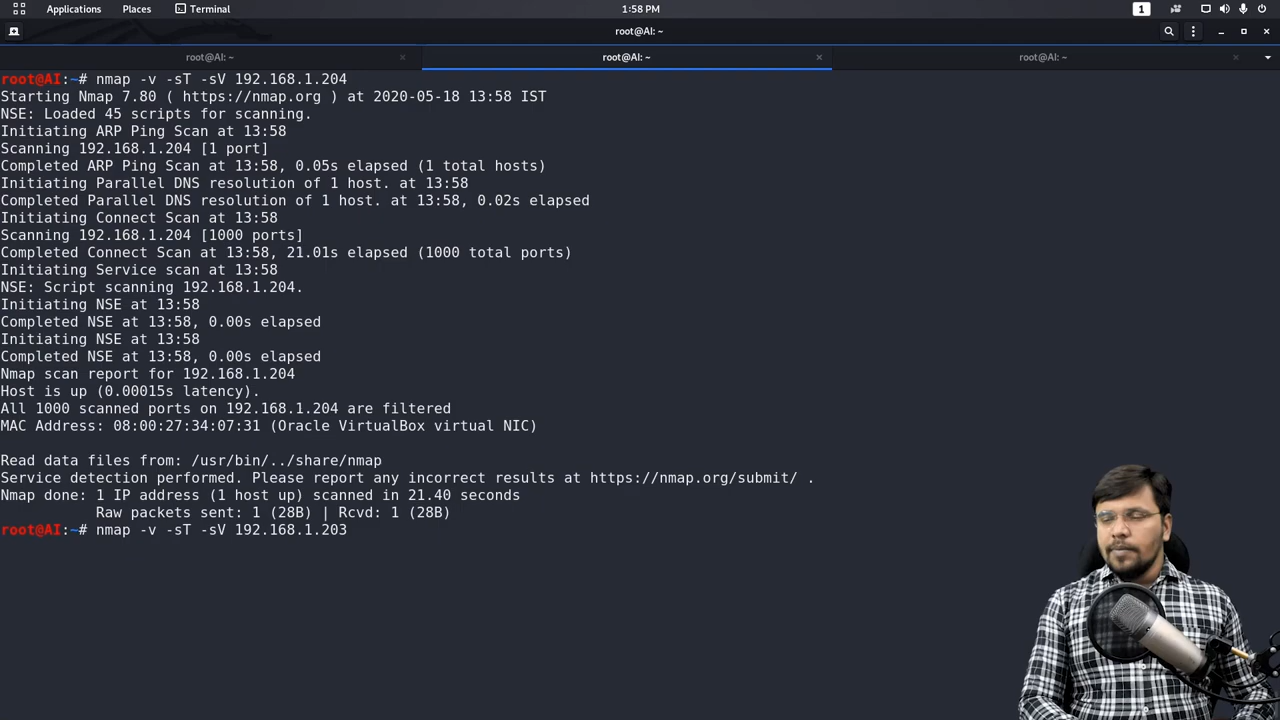 Applications Places Terminal 1:58 PM 1
root@AI: ~
root@AI: ~ root@AI: ~ root@AI: ~
root@AI:~# nmap -v -sT -sV 192.168.1.204
Starting Nmap 7.80 ( https://nmap.org ) at 2020-05-18 13:58 IST
NSE: Loaded 45 scripts for scanning.
Initiating ARP Ping Scan at 13:58
Scanning 192.168.1.204 [1 port]
Completed ARP Ping Scan at 13:58, 0.05s elapsed (1 total hosts)
Initiating Parallel DNS resolution of 1 host. at 13:58
Completed Parallel DNS resolution of 1 host. at 13:58, 0.02s elapsed
Initiating Connect Scan at 13:58
Scanning 192.168.1.204 [1000 ports]
Completed Connect Scan at 13:58, 21.01s elapsed (1000 total ports)
Initiating Service scan at 13:58
NSE: Script scanning 192.168.1.204.
Initiating NSE at 13:58
Completed NSE at 13:58, 0.00s elapsed
Initiating NSE at 13:58
Completed NSE at 13:58, 0.00s elapsed
Nmap scan report for 192.168.1.204
Host is up (0.00015s latency).
All 1000 scanned ports on 192.168.1.204 are filtered
MAC Address: 08:00:27:34:07:31 (Oracle VirtualBox virtual NIC)
Read data files from: /usr/bin/../share/nmap
Service detection performed. Please report any incorrect results at https://nmap.org/submit/ .
Nmap done: 1 IP address (1 host up) scanned in 21.40 seconds
Raw packets sent: 1 (28B) | Rcvd: 1 (28B)
root@AI:~# nmap -v -sT -sV 192.168.1.203